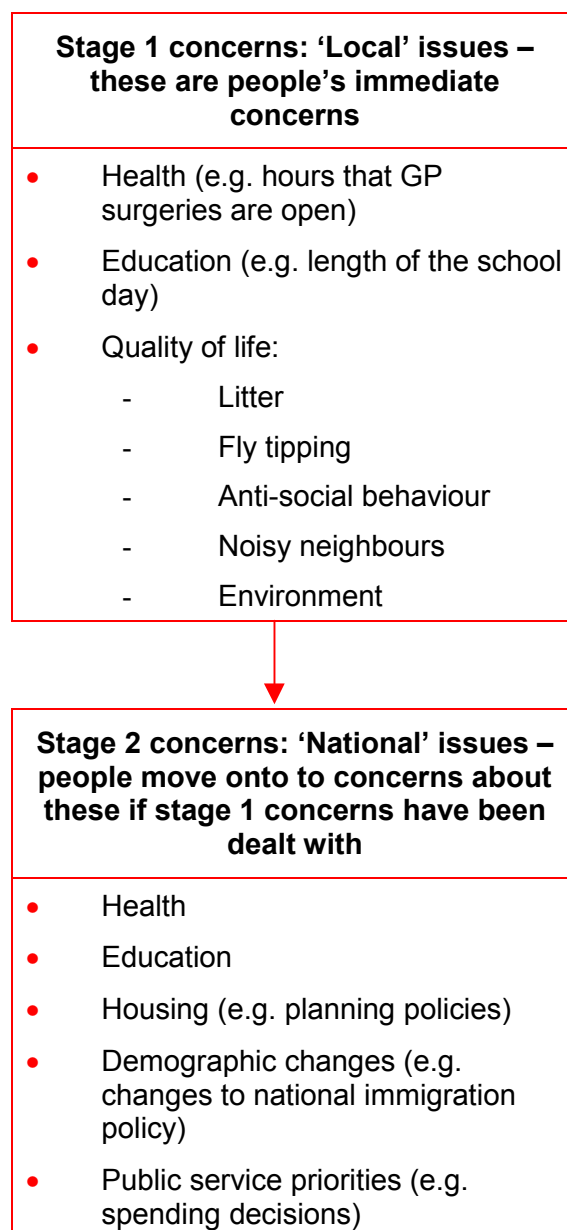 Stage 1 concerns: ‘Local’ issues –
these are people’s immediate
concerns
• Health (e.g. hours that GP
surgeries are open)
• Education (e.g. length of the school
day)
• Quality of life:
- Litter
- Fly tipping
- Anti-social behaviour
- Noisy neighbours
- Environment
Stage 2 concerns: ‘National’ issues –
people move onto to concerns about
these if stage 1 concerns have been
dealt with
• Health
• Education
• Housing (e.g. planning policies)
• Demographic changes (e.g.
changes to national immigration
policy)
• Public service priorities (e.g.
spending decisions)